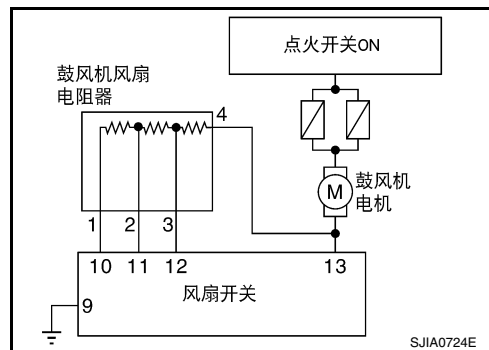 点火开关ON
鼓风机风扇
电阻器
4
鼓风机
电机
M
1 2 3
10 11 12 13
9
风扇开关
SJIA0724E